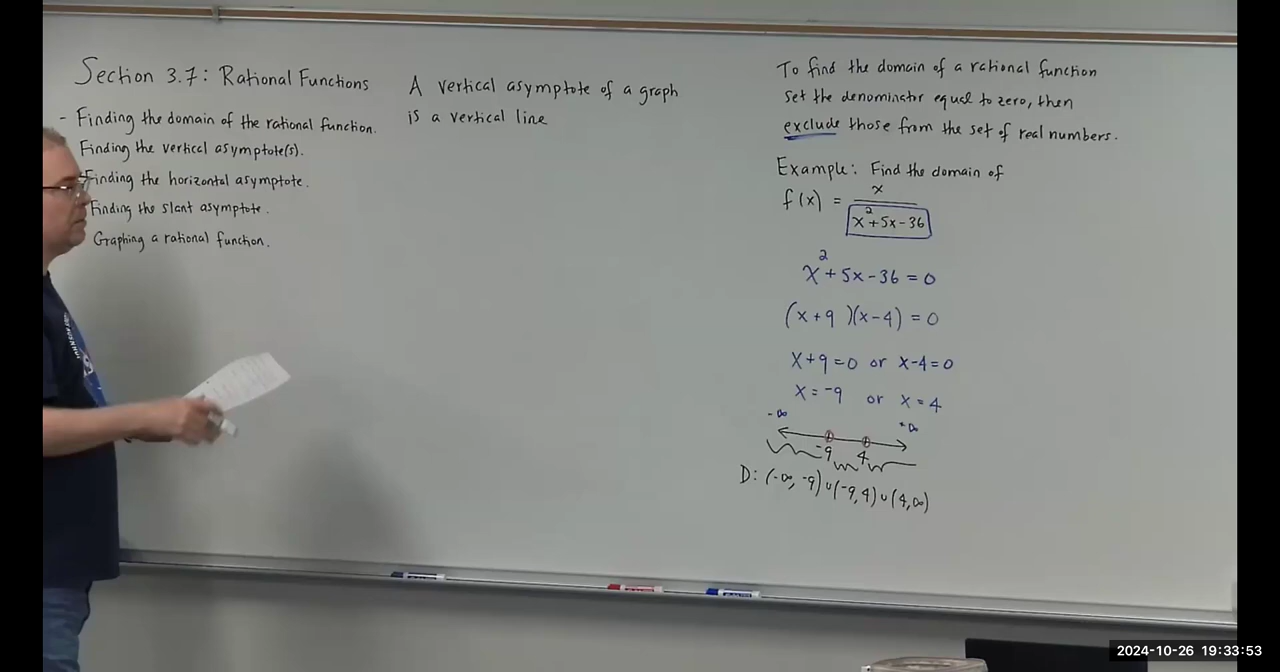 Section 3.7: Rational Functions
- Finding the domain of the rational function.
Finding the vertical asymptote(s).
Finding the horizontal asymptote.
Finding the slant asymptote.
Graphing a rational function.
A vertical asymptote of a graph
is a vertical line
To find the domain of a rational function
set the denominator equal to zero, then
exclude those from the set of real numbers.
Example: Find the domain of
f(x) = x / (x² + 5x - 36)
x² + 5x - 36 = 0
(x + 9)(x - 4) = 0
x + 9 = 0 or x - 4 = 0
x = -9 or x = 4
-∞ +∞
-9 4
D: (-∞, -9) ∪ (-9, 4) ∪ (4, ∞)
2024-10-26 19:33:53